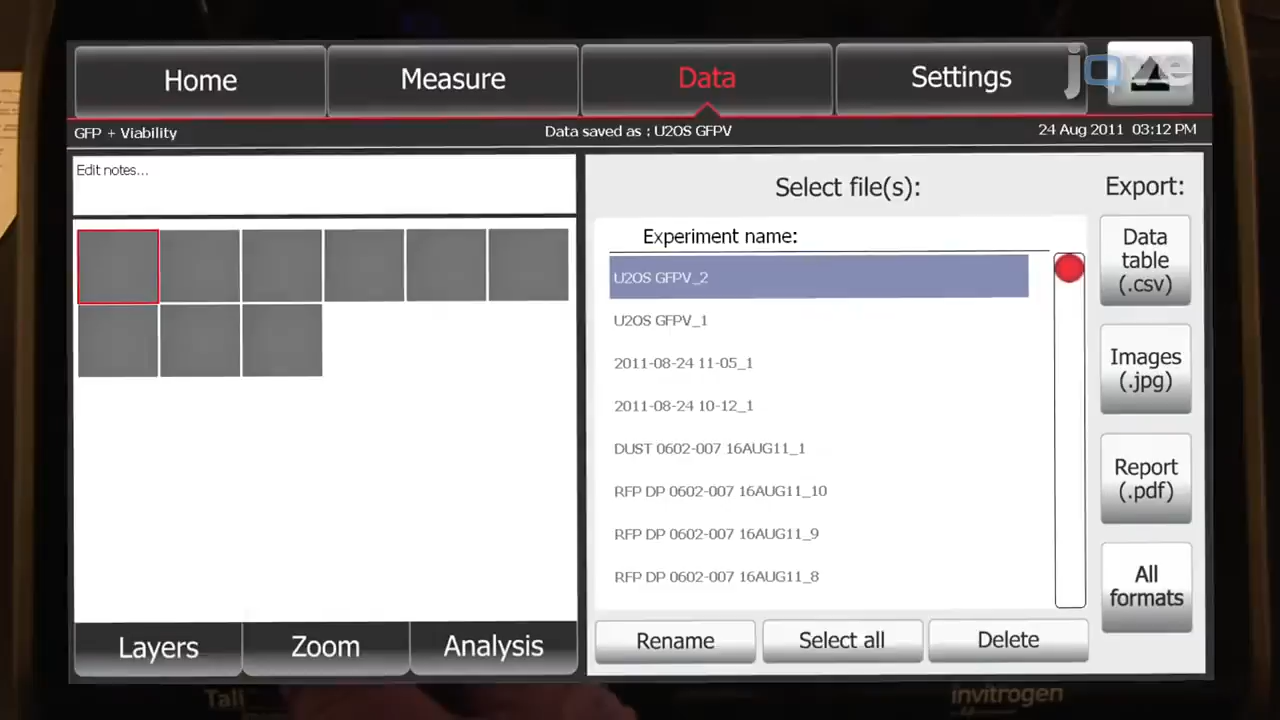 Home
Measure
Data
Settings
jove
GFP + Viability
Data saved as : U2OS GFPV
24 Aug 2011 03:12 PM
Edit notes...
Select file(s):
Experiment name:
U2OS GFPV_2
U2OS GFPV_1
2011-08-24 11-05_1
2011-08-24 10-12_1
DUST 0602-007 16AUG11_1
RFP DP 0602-007 16AUG11_10
RFP DP 0602-007 16AUG11_9
RFP DP 0602-007 16AUG11_8
Export:
Data
table
(.csv)
Images
(.jpg)
Report
(.pdf)
All
formats
Layers
Zoom
Analysis
Rename
Select all
Delete
Tali
invitrogen